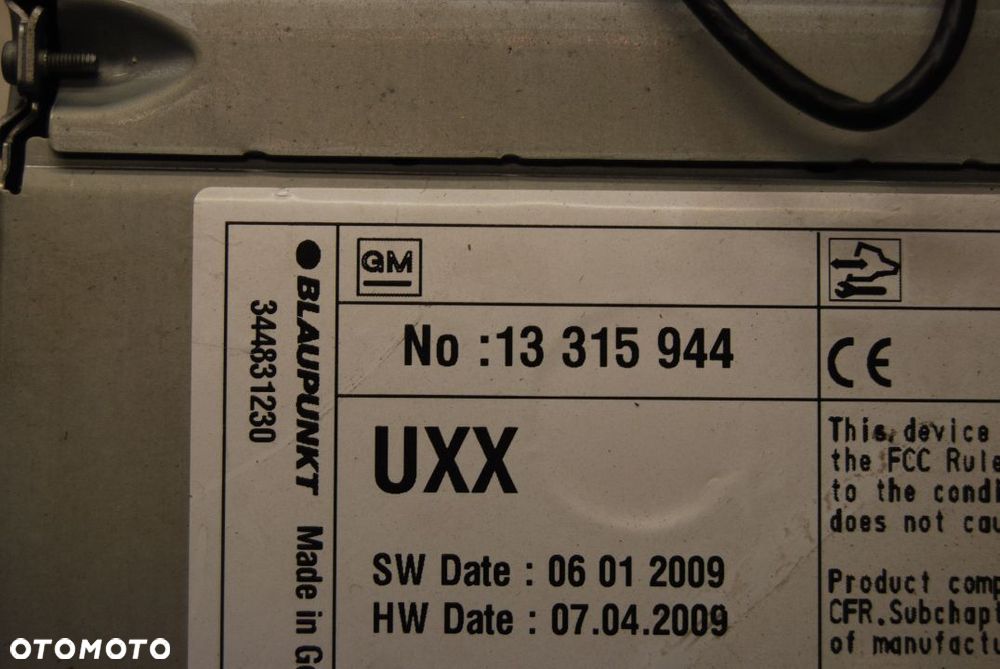 GM
No :13 315 944
UXX
SW Date : 06 01 2009
HW Date : 07.04.2009
BLAUPUNKT Made in Ge
344831230
CE
This device
the FCC Rule
to the condi
does not cau
Product comp
CFR.Subchapt
of manufactu
OTOMOTO